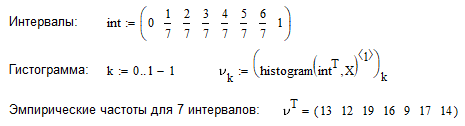 Интервалы: int := ( 0 1/7 2/7 3/7 4/7 5/7 6/7 1 )
Гистограмма: k := 0..1 − 1 ν_k := (histogram(int^T, X)^⟨1⟩)_k
Эмпирические частоты для 7 интервалов: ν^T = ( 13 12 19 16 9 17 14 )